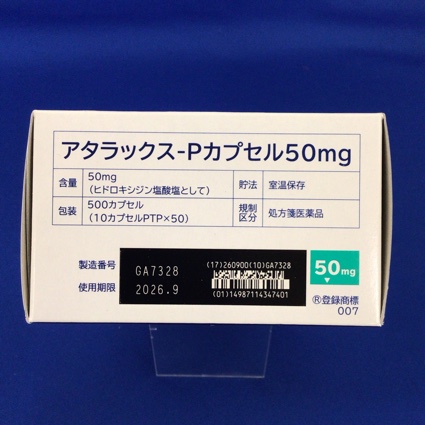 アタラックス-Pカプセル50mg
含量 50mg
(ヒドロキシジン塩酸塩として)
貯法 室温保存
包装 500カプセル
(10カプセルPTP×50)
規制
区分 処方箋医薬品
製造番号 GA7328
使用期限 2026.9
(17)260900(10)GA7328
(01)14987114347401
50mg
®登録商標
007